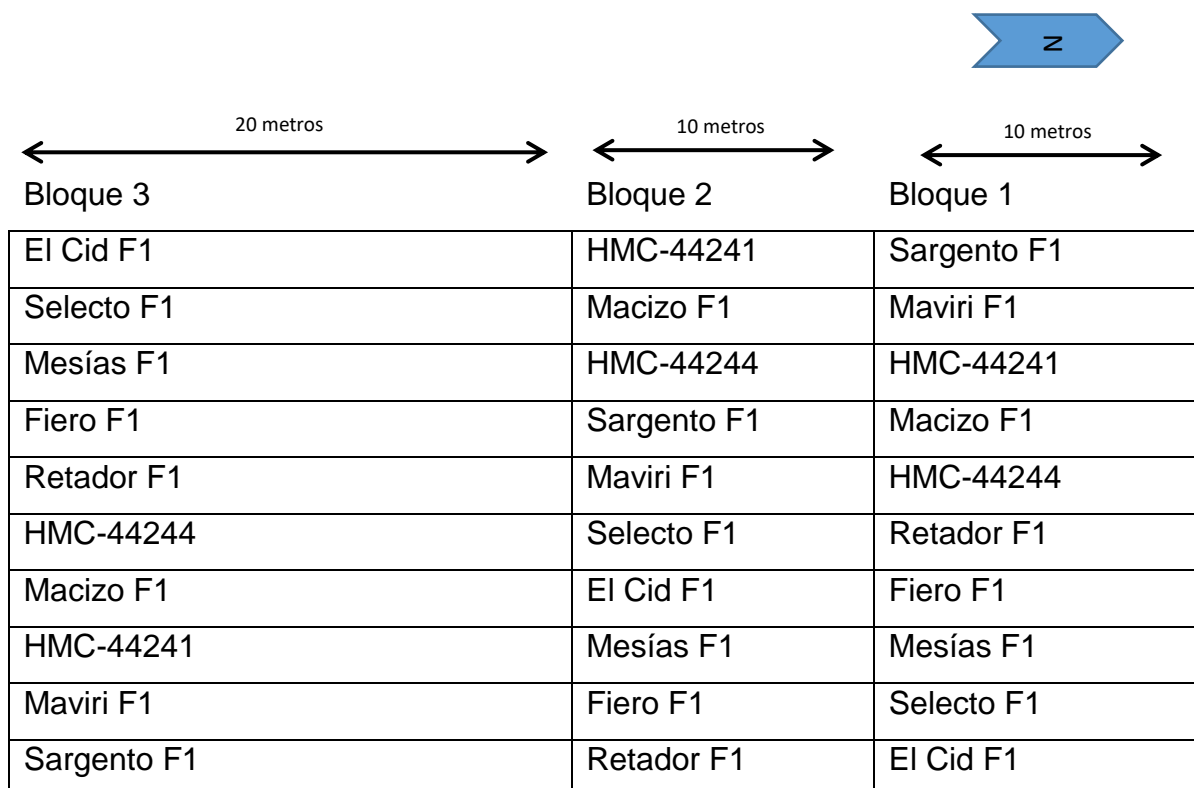 N
20 metros 10 metros 10 metros
Bloque 3 Bloque 2 Bloque 1
El Cid F1 HMC-44241 Sargento F1
Selecto F1 Macizo F1 Maviri F1
Mesías F1 HMC-44244 HMC-44241
Fiero F1 Sargento F1 Macizo F1
Retador F1 Maviri F1 HMC-44244
HMC-44244 Selecto F1 Retador F1
Macizo F1 El Cid F1 Fiero F1
HMC-44241 Mesías F1 Mesías F1
Maviri F1 Fiero F1 Selecto F1
Sargento F1 Retador F1 El Cid F1